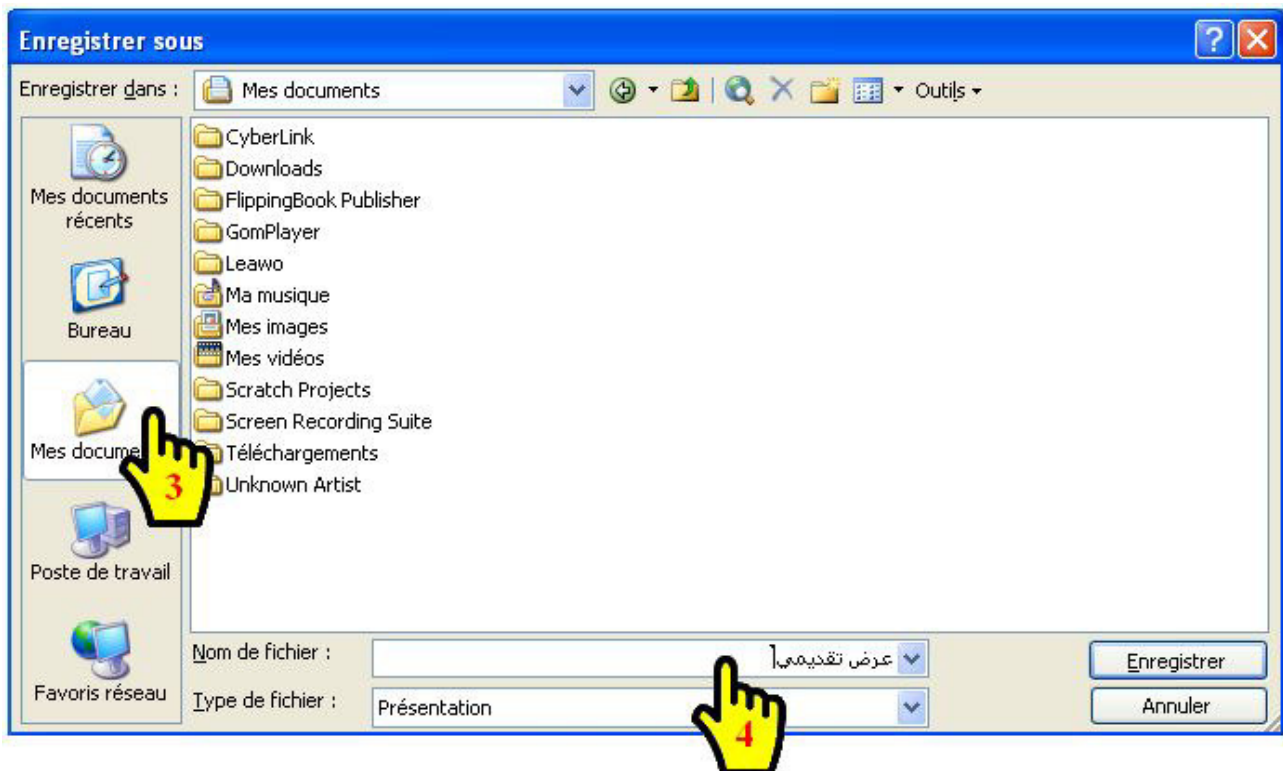 Enregistrer sous
Enregistrer dans : Mes documents Outils
Mes documents récents
Bureau
Mes docume
Poste de travail
Favoris réseau
CyberLink
Downloads
FlippingBook Publisher
GomPlayer
Leawo
Ma musique
Mes images
Mes vidéos
Scratch Projects
Screen Recording Suite
Téléchargements
Unknown Artist
3
Nom de fichier : عرض تقديمي
Enregistrer
Type de fichier : Présentation
Annuler
4